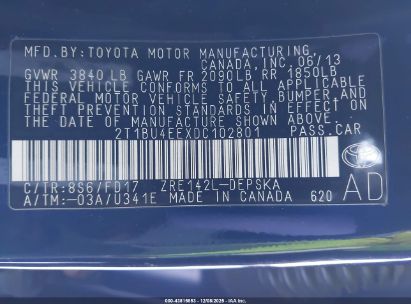 MFD.BY:TOYOTA MOTOR MANUFACTURING,
CANADA,INC. 06/13
GVWR 3840 LB GAWR FR 2090LB RR 1850LB
THIS VEHICLE CONFORMS TO ALL APPLICABLE
FEDERAL MOTOR VEHICLE SAFETY,BUMPER,AND
THEFT PREVENTION STANDARDS IN EFFECT ON
THE DATE OF MANUFACTURE SHOWN ABOVE.
2T1BU4EEXDC102801 PASS.CAR
C/TR:8S6/FD17 ZRE142L-DEPSKA
A/TM:-03A/U341E MADE IN CANADA 620
AD
TOYOTA